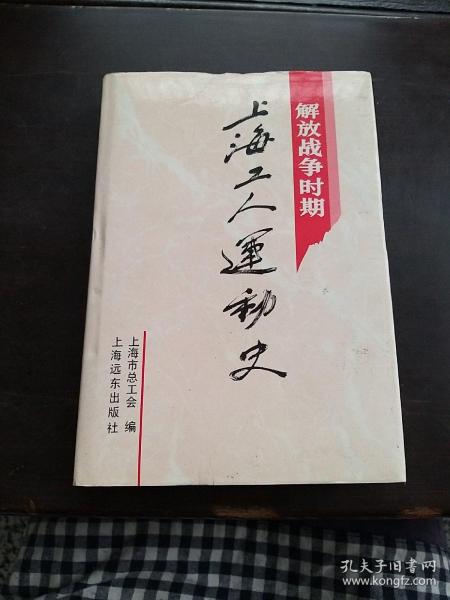 解放战争时期
上海工人運動史
上海市总工会 编
上海远东出版社
孔夫子旧书网
kongfz.com